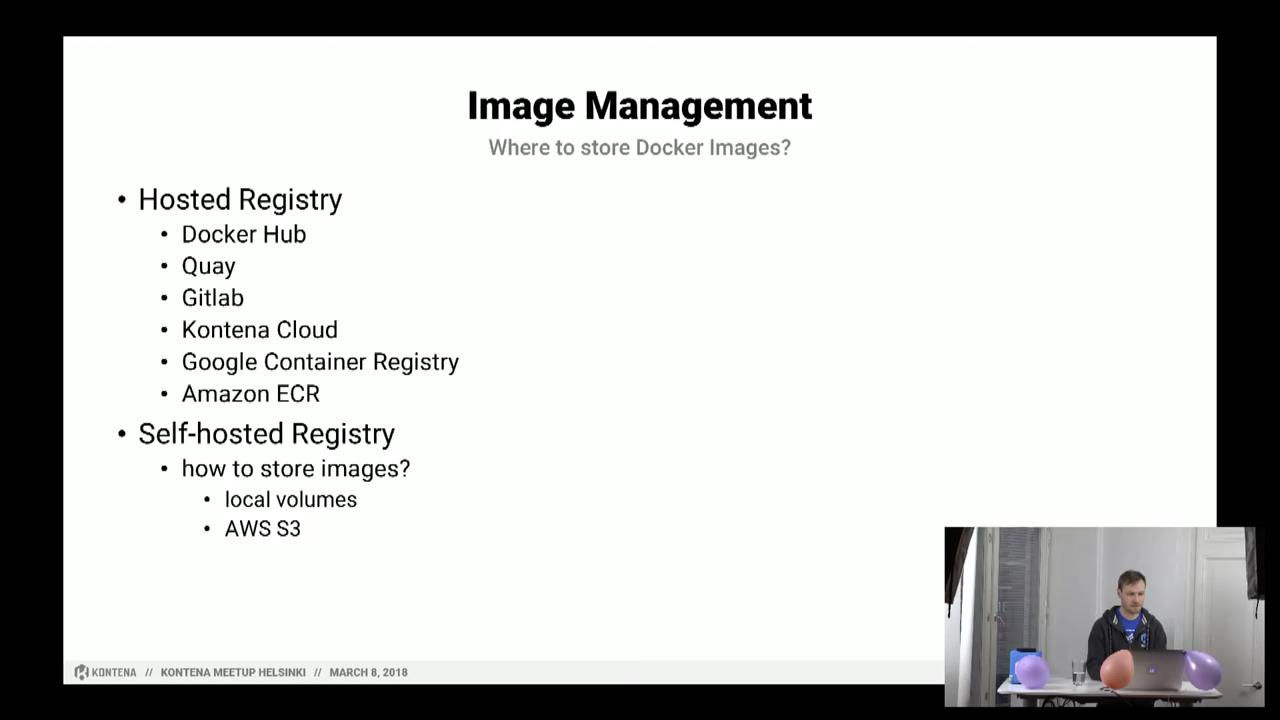 Image Management
Where to store Docker Images?
• Hosted Registry
• Docker Hub
• Quay
• Gitlab
• Kontena Cloud
• Google Container Registry
• Amazon ECR
• Self-hosted Registry
• how to store images?
• local volumes
• AWS S3
KONTENA // KONTENA MEETUP HELSINKI // MARCH 8, 2018